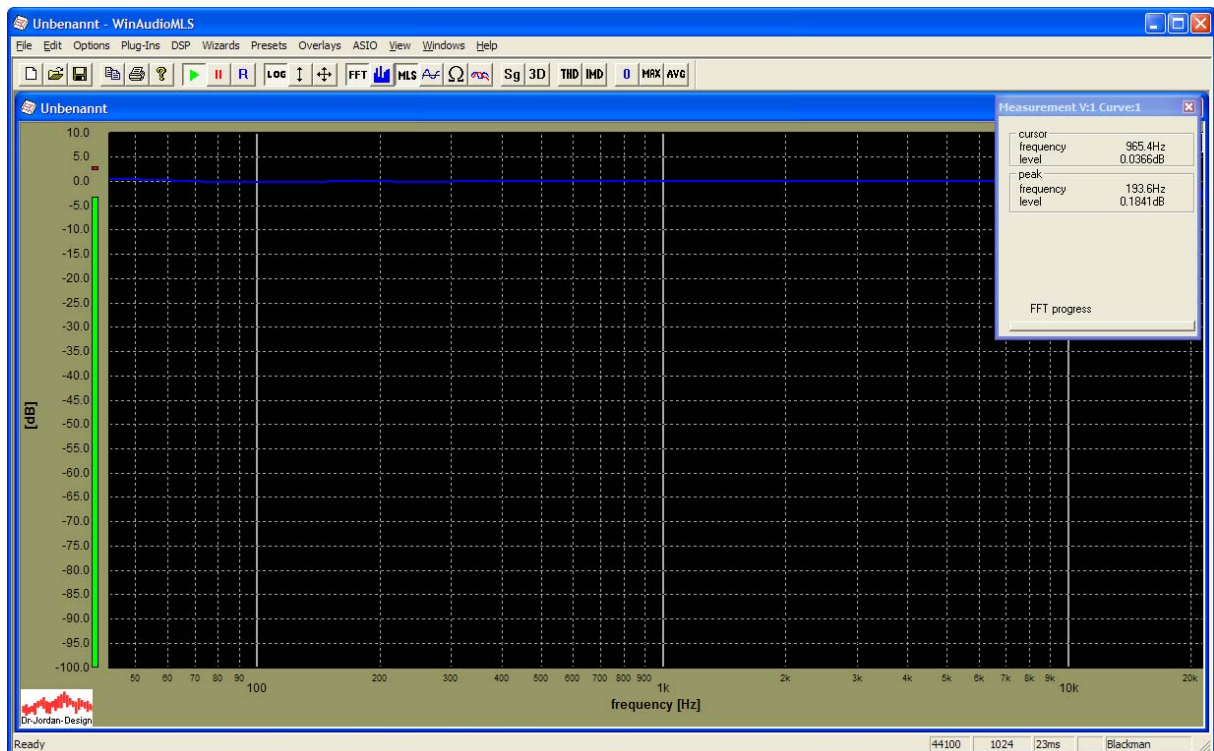 Unbenannt - WinAudioMLS
File Edit Options Plug-Ins DSP Wizards Presets Overlays ASIO View Windows Help
R LOG FFT MLS Ω Sg 3D THD IMD 0 MAX AVG
Unbenannt
Measurement V:1 Curve:1
cursor
frequency 965.4Hz
level 0.0366dB
peak
frequency 193.6Hz
level 0.1841dB
FFT progress
10.0
5.0
0.0
-5.0
-10.0
-15.0
-20.0
-25.0
-30.0
-35.0
-40.0
-45.0
-50.0
-55.0
-60.0
-65.0
-70.0
-75.0
-80.0
-85.0
-90.0
-95.0
-100.0
[dB]
50 60 70 80 90 100 200 300 400 500 600 700 800 900 1k 2k 3k 4k 5k 6k 7k 8k 9k 10k 20k
frequency [Hz]
Dr-Jordan-Design
Ready 44100 1024 23ms Blackman